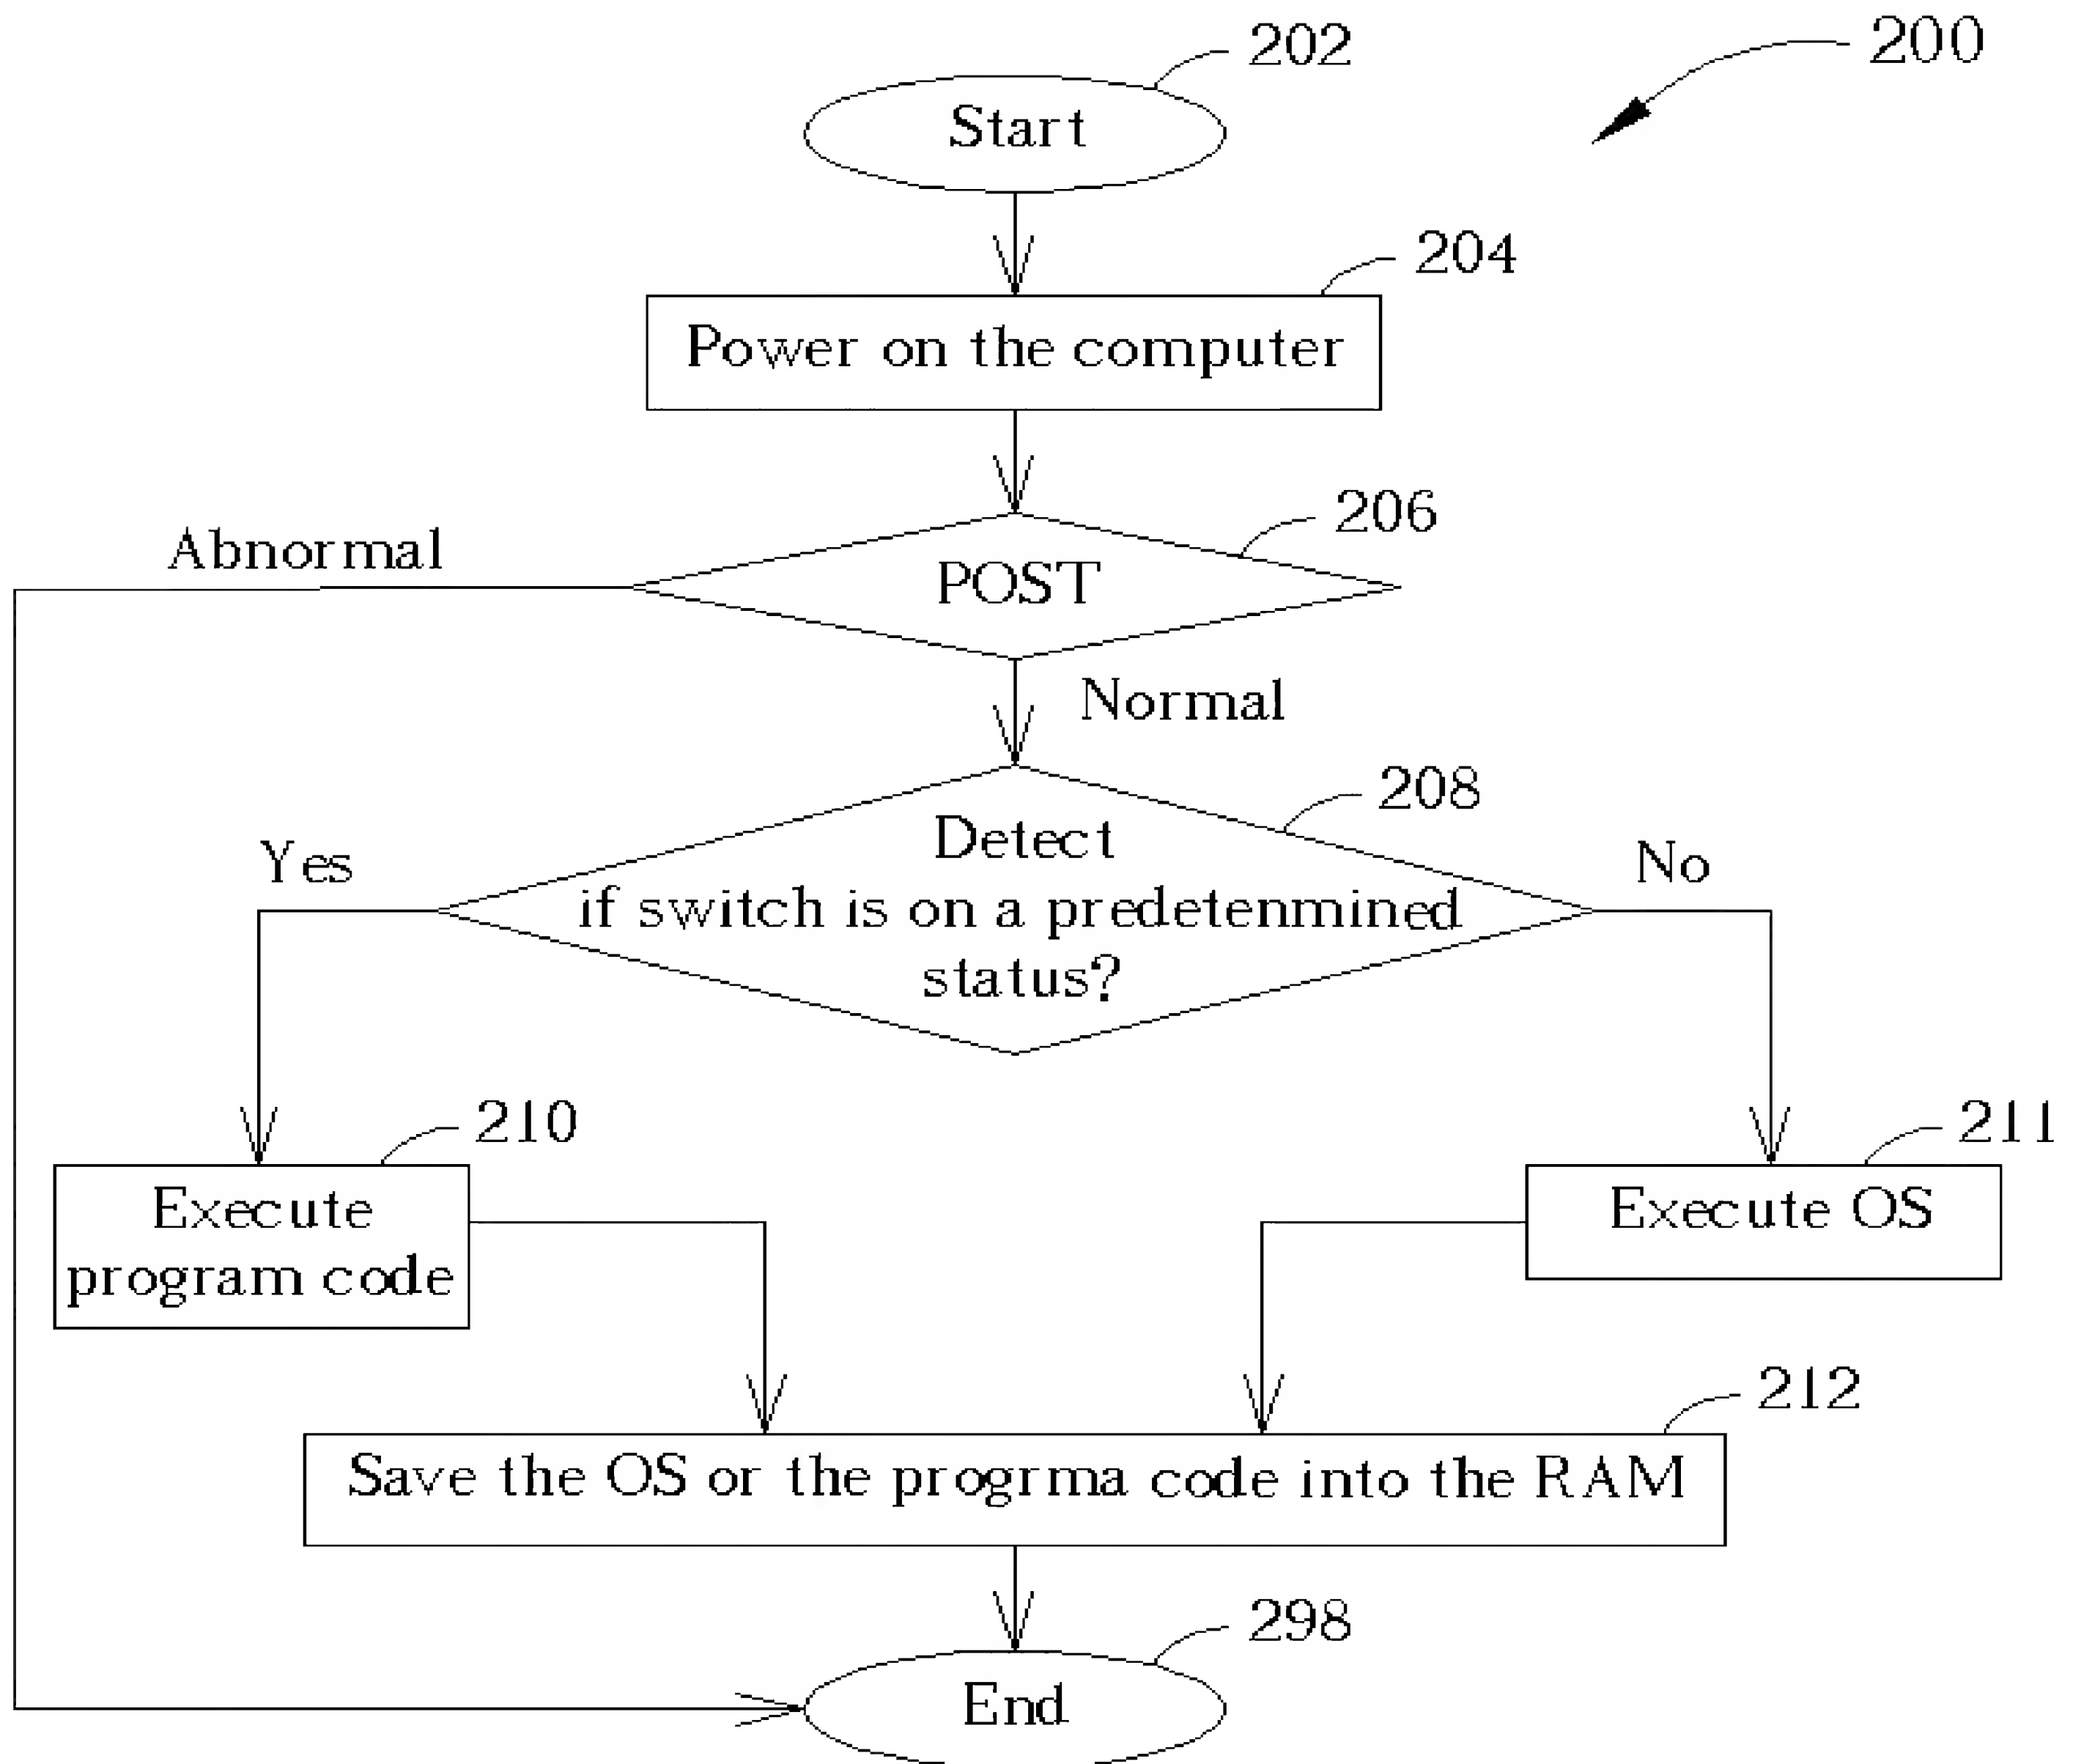 202
200
Start
204
Power on the computer
206
Abnormal
POST
Normal
208
Detect
Yes
No
if switch is on a predetenmined
status?
210
211
Execute
program code
Execute OS
212
Save the OS or the progrma code into the RAM
298
End